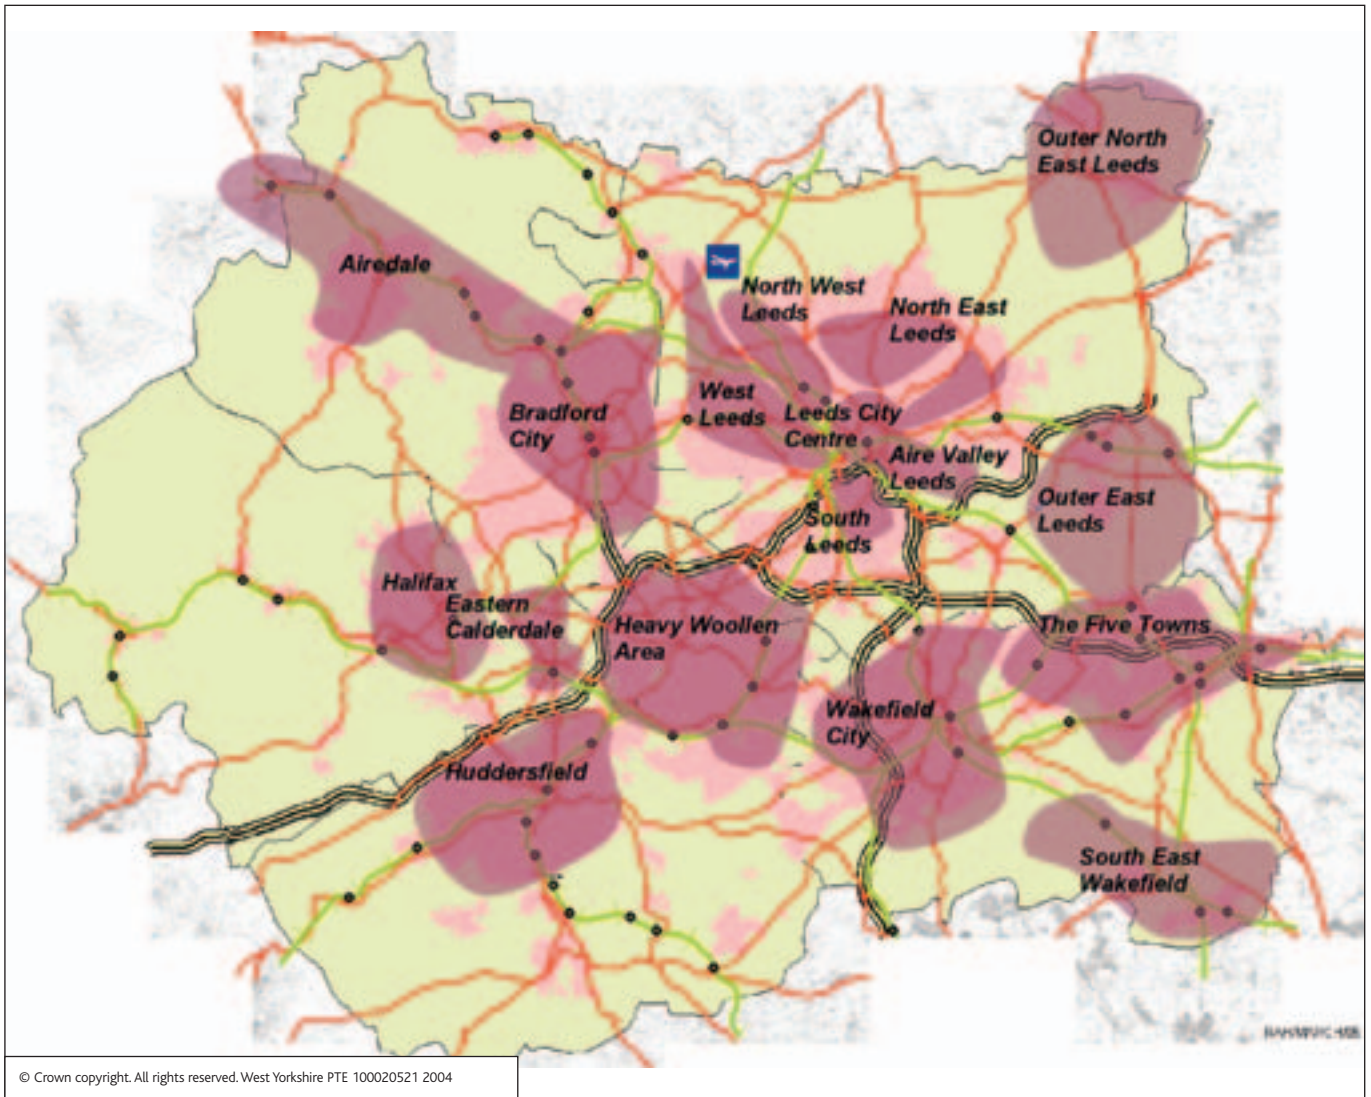 Outer North
East Leeds
Airedale
North West
Leeds
North East
Leeds
West
Leeds
Leeds City
Centre
Bradford
City
Aire Valley
Leeds
Outer East
Leeds
South
Leeds
Halifax
Eastern
Calderdale
Heavy Woollen
Area
The Five Towns
Wakefield
City
Huddersfield
South East
Wakefield
© Crown copyright. All rights reserved. West Yorkshire PTE 100020521 2004